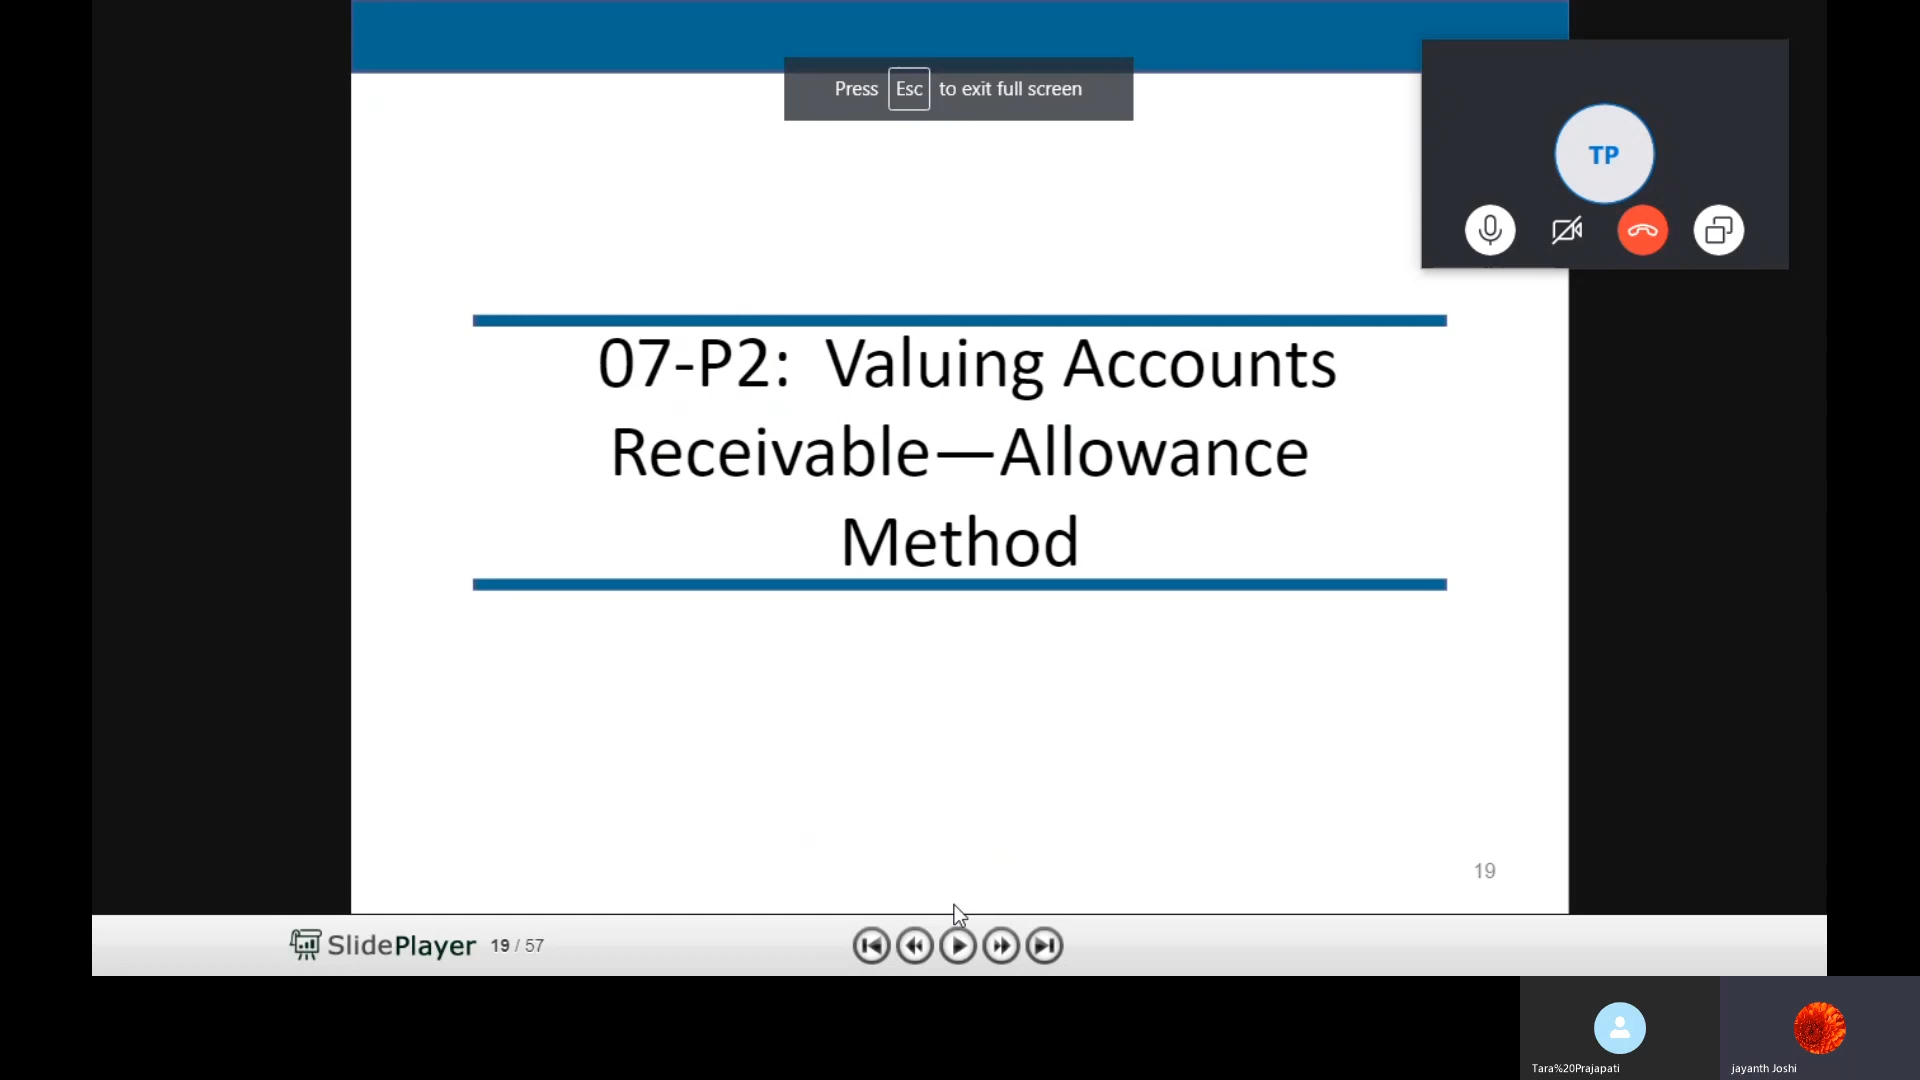 Press Esc to exit full screen
TP
07-P2: Valuing Accounts
Receivable—Allowance
Method
19
SlidePlayer 19 / 57
Tara%20Prajapati
jayanth Joshi